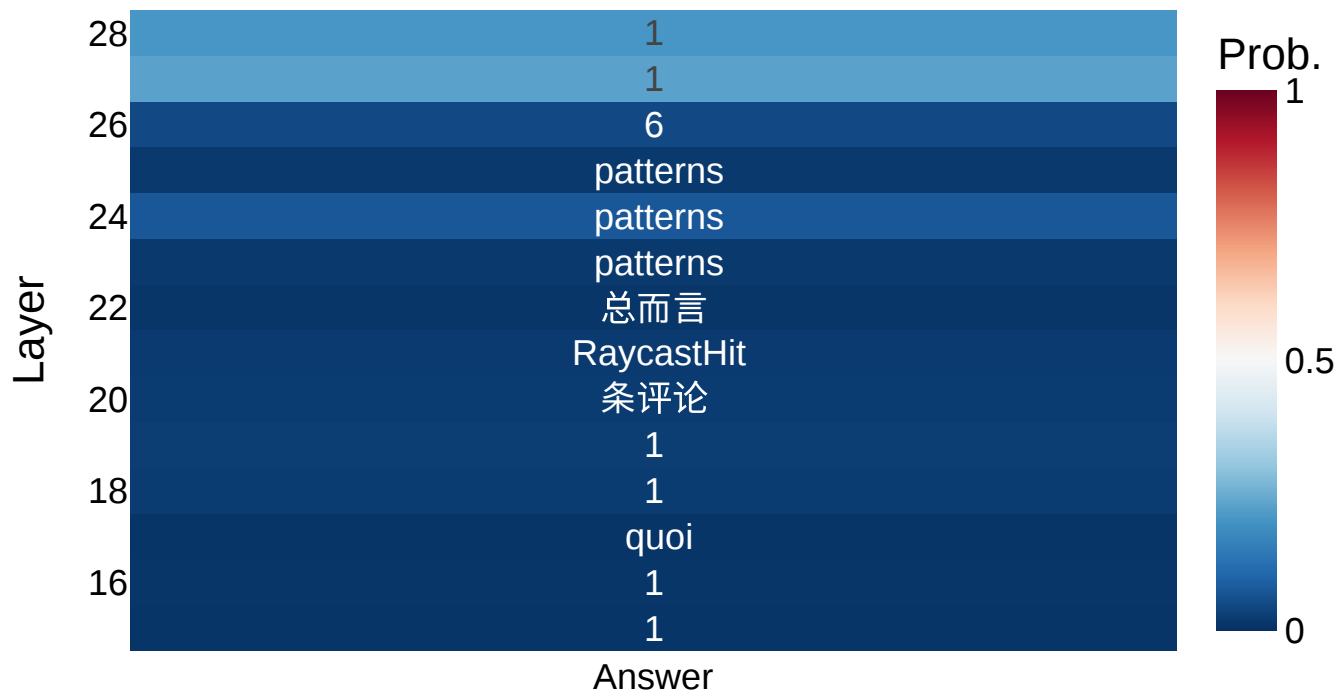 28
1
Prob.
1
1
26
6
patterns
24
patterns
patterns
22
总而言
RaycastHit
0.5
Layer
20
条评论
1
18
1
quoi
16
1
1
0
Answer